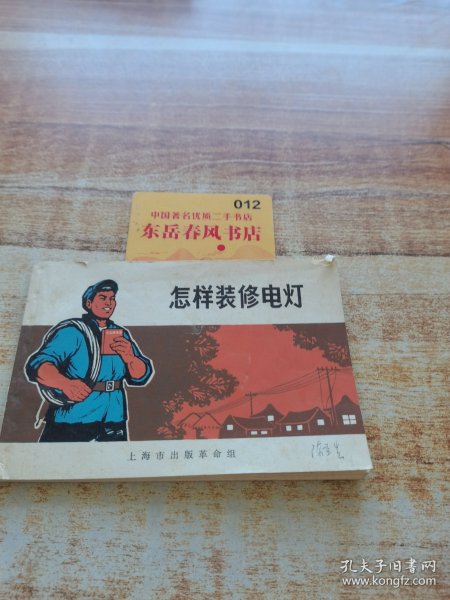 012
中国著名优质二手书店
东岳春风书店
怎样装修电灯
上海市出版革命组
孔夫子旧书网
www.kongfz.com